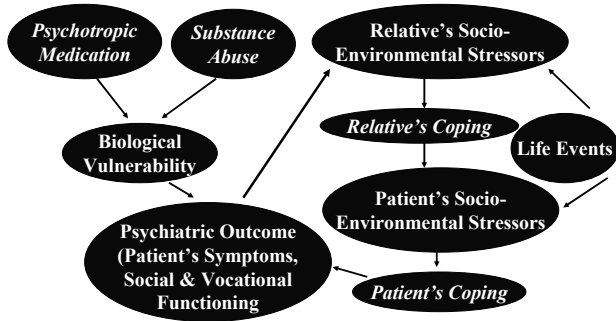 Psychotropic
Medication
Substance
Abuse
Relative's Socio-
Environmental Stressors
Relative's Coping
Biological
Vulnerability
Life Events
Patient's Socio-
Environmental Stressors
Psychiatric Outcome
(Patient's Symptoms,
Social & Vocational
Functioning
Patient's Coping